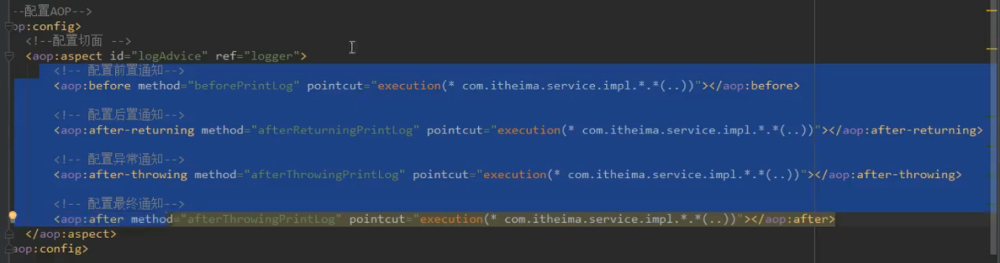 --配置AOP-->
op:config>
<!--配置切面 -->
<aop:aspect id="logAdvice" ref="logger">
<!-- 配置前置通知-->
<aop:before method="beforePrintLog" pointcut="execution(* com.itheima.service.impl.*.*(..))"></aop:before>
<!-- 配置后置通知-->
<aop:after-returning method="afterReturningPrintLog" pointcut="execution(* com.itheima.service.impl.*.*(..))"></aop:after-returning>
<!-- 配置异常通知-->
<aop:after-throwing method="afterThrowingPrintLog" pointcut="execution(* com.itheima.service.impl.*.*(..))"></aop:after-throwing>
<!-- 配置最终通知-->
<aop:after method="afterThrowingPrintLog" pointcut="execution(* com.itheima.service.impl.*.*(..))"></aop:after>
</aop:aspect>
aop:config>